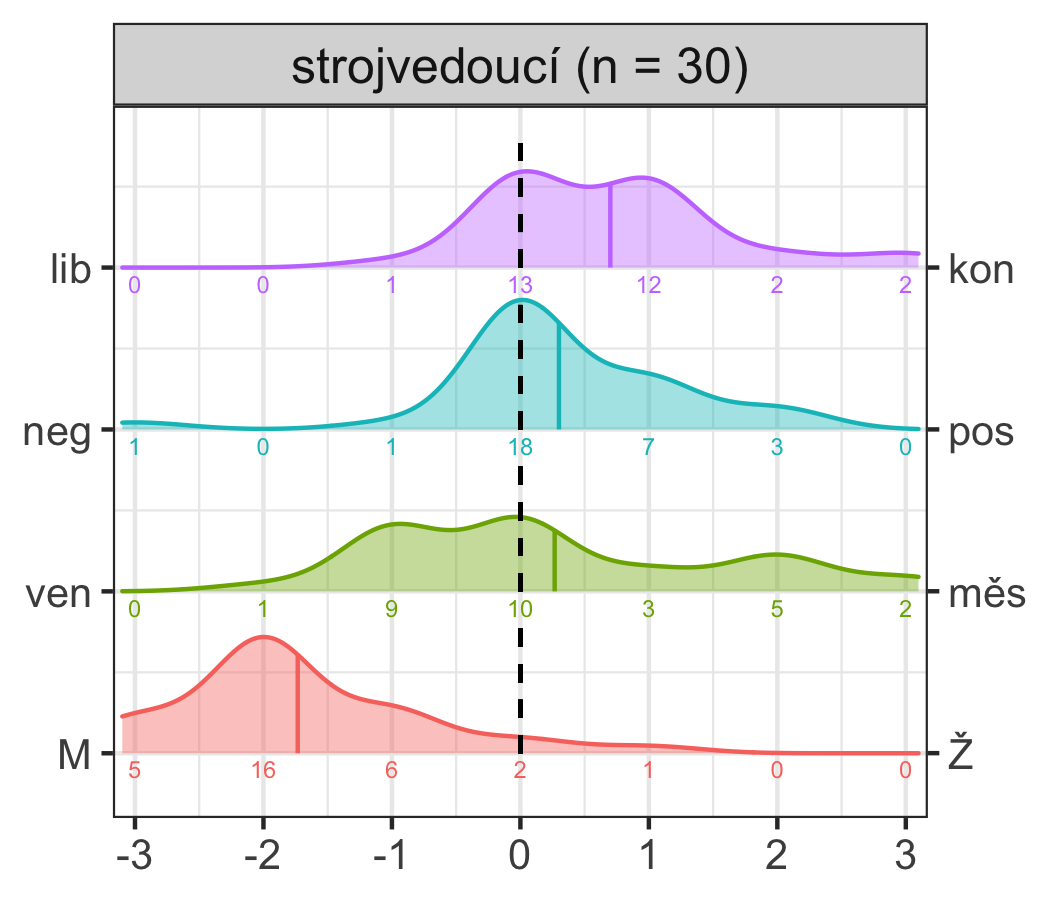 strojvedoucí (n = 30)
lib kon
0 0 1 13 12 2 2
neg pos
1 0 1 18 7 3 0
ven měs
0 1 9 10 3 5 2
M Ž
5 16 6 2 1 0 0
-3 -2 -1 0 1 2 3